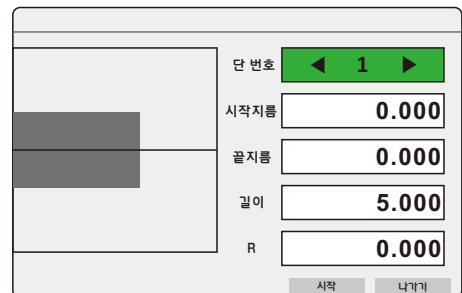 단 번호 ◀ 1 ▶
시작지름 0.000
끝지름 0.000
길이 5.000
R 0.000
시작 나가기